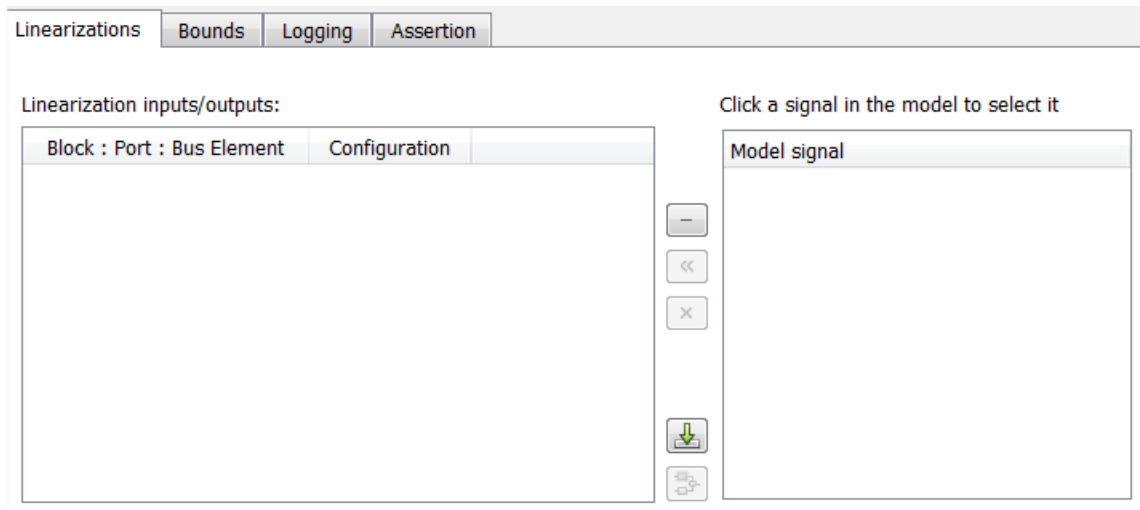 Linearizations Bounds Logging Assertion
Linearization inputs/outputs: Click a signal in the model to select it
Block : Port : Bus Element Configuration Model signal